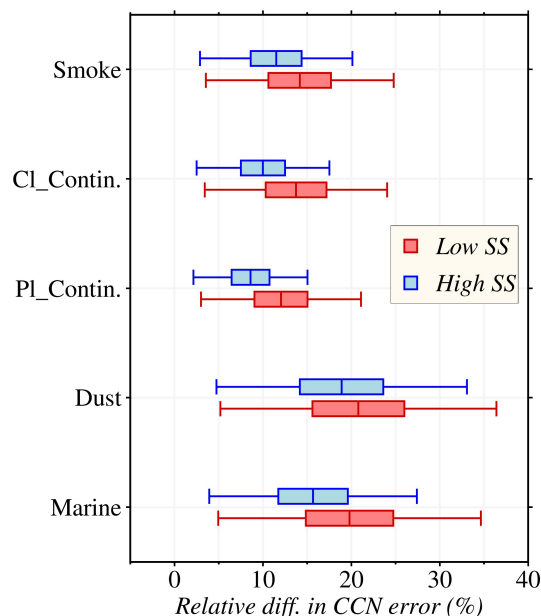 Smoke
Cl_Contin.
Low SS
High SS
Pl_Contin.
Dust
Marine
0 10 20 30 40
Relative diff. in CCN error (%)